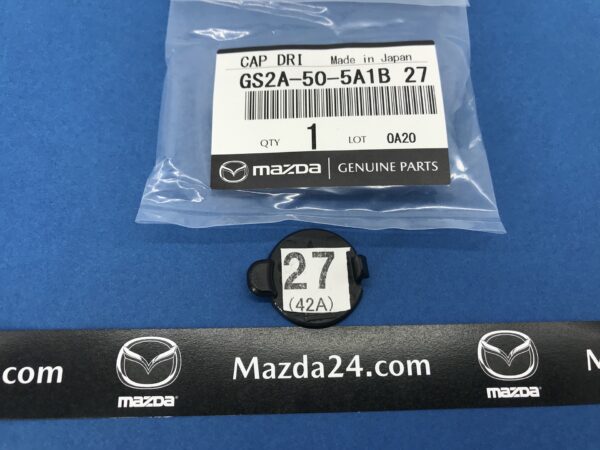 CAP DRI Made in Japan
GS2A-50-5A1B 27
QTY 1 LOT 0A20
mazda GENUINE PARTS
27
(42A)
.com mazda Mazda24.com mazda